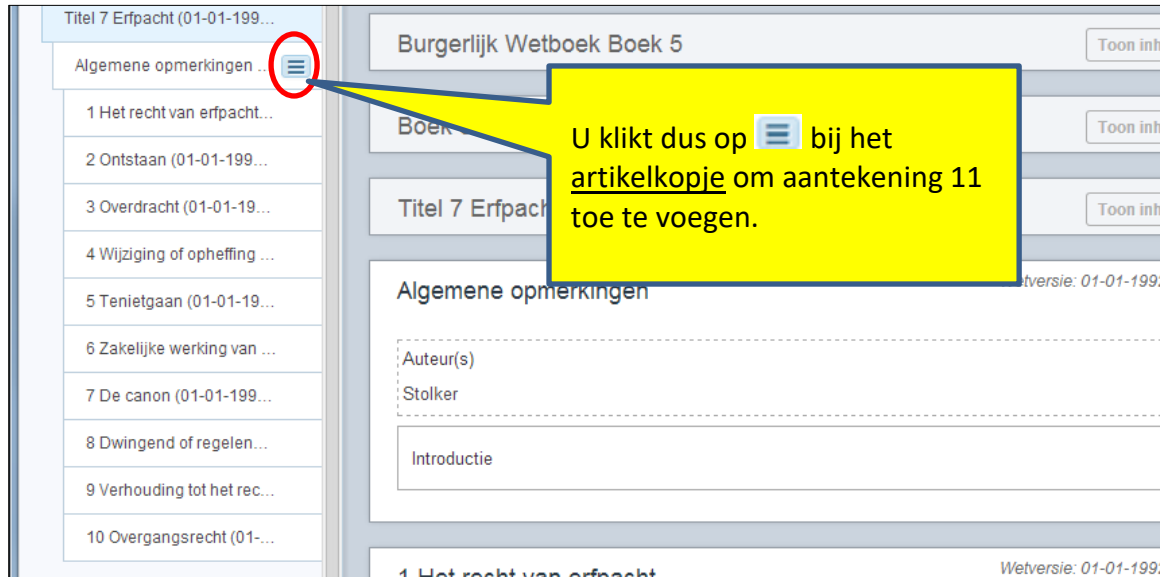 Titel 7 Erfpacht (01-01-199...
Algemene opmerkingen ...
1 Het recht van erfpacht...
2 Ontstaan (01-01-199...
3 Overdracht (01-01-19...
4 Wijziging of opheffing ...
5 Tenietgaan (01-01-19...
6 Zakelijke werking van ...
7 De canon (01-01-199...
8 Dwingend of regelen...
9 Verhouding tot het rec...
10 Overgangsrecht (01-...
Burgerlijk Wetboek Boek 5
Toon inh
Boek
Toon inh
Titel 7 Erfpach
Toon inh
U klikt dus op bij het
artikelkopje om aantekening 11
toe te voegen.
Algemene opmerkingen
Wetversie: 01-01-1992
Auteur(s)
Stolker
Introductie
1 Het recht van erfpacht
Wetversie: 01-01-1992